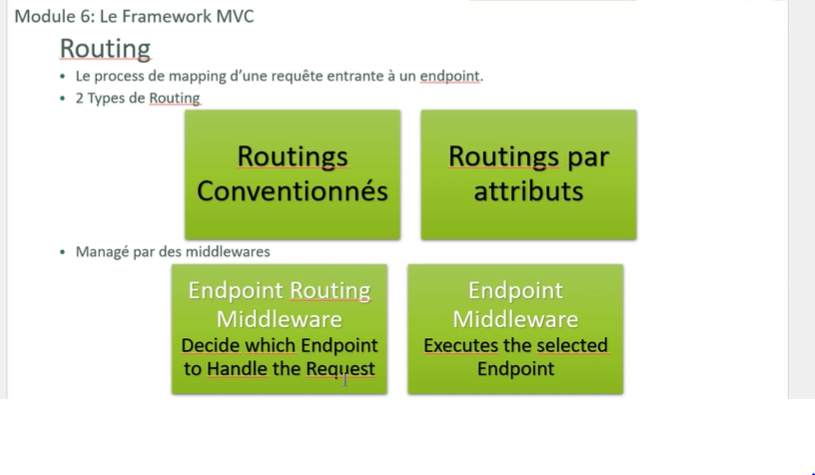 Module 6: Le Framework MVC
Routing
• Le process de mapping d'une requête entrante à un endpoint.
• 2 Types de Routing
Routings
Conventionnés
Routings par
attributs
• Managé par des middlewares
Endpoint Routing
Middleware
Decide which Endpoint
to Handle the Request
Endpoint
Middleware
Executes the selected
Endpoint